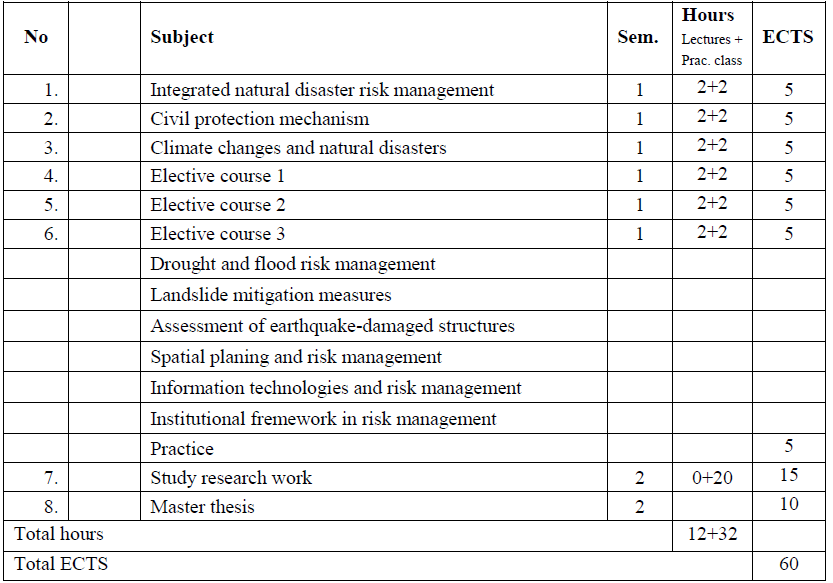 No Subject Sem. Hours Lectures + Prac. class ECTS
1. Integrated natural disaster risk management 1 2+2 5
2. Civil protection mechanism 1 2+2 5
3. Climate changes and natural disasters 1 2+2 5
4. Elective course 1 1 2+2 5
5. Elective course 2 1 2+2 5
6. Elective course 3 1 2+2 5
Drought and flood risk management
Landslide mitigation measures
Assessment of earthquake-damaged structures
Spatial planing and risk management
Information technologies and risk management
Institutional fremework in risk management
Practice 5
7. Study research work 2 0+20 15
8. Master thesis 2 10
Total hours 12+32
Total ECTS 60